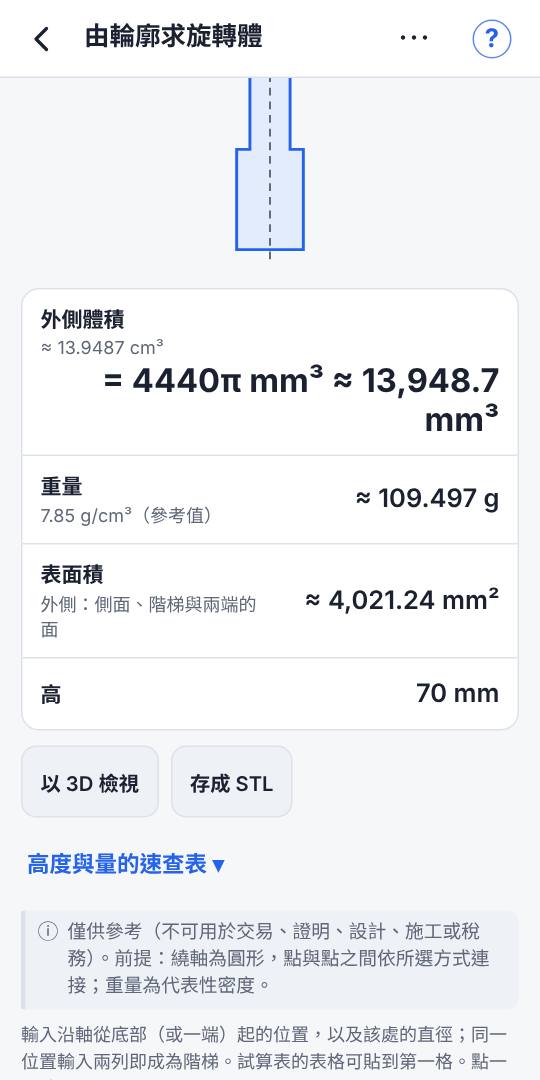 由輪廓求旋轉體
?
外側體積
≈ 13.9487 cm³
= 4440π mm³ ≈ 13,948.7
mm³
重量
7.85 g/cm³（參考值）
≈ 109.497 g
表面積
外側：側面、階梯與兩端的
面
≈ 4,021.24 mm²
高
70 mm
以 3D 檢視
存成 STL
高度與量的速查表 ▼
ⓘ 僅供參考（不可用於交易、證明、設計、施工或稅
務）。前提：繞軸為圓形，點與點之間依所選方式連
接；重量為代表性密度。
輸入沿軸從底部（或一端）起的位置，以及該處的直徑；同一
位置輸入兩列即成為階梯。試算表的表格可貼到第一格。點一